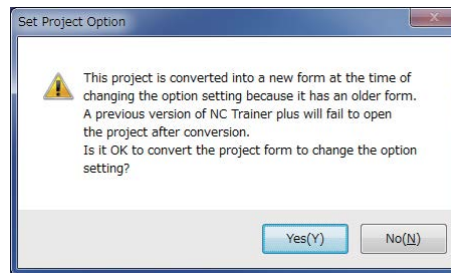 Set Project Option
This project is converted into a new form at the time of
changing the option setting because it has an older form.
A previous version of NC Trainer plus will fail to open
the project after conversion.
Is it OK to convert the project form to change the option
setting?
Yes(Y) No(N)